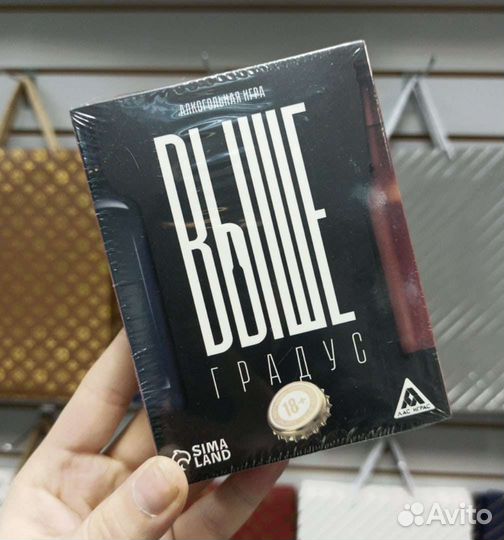 АЛКОГОЛЬНАЯ ИГРА
ВЫШЕ
ГРАДУС
18+
SIMA
LAND
ЛАС ИГРАС
Avito